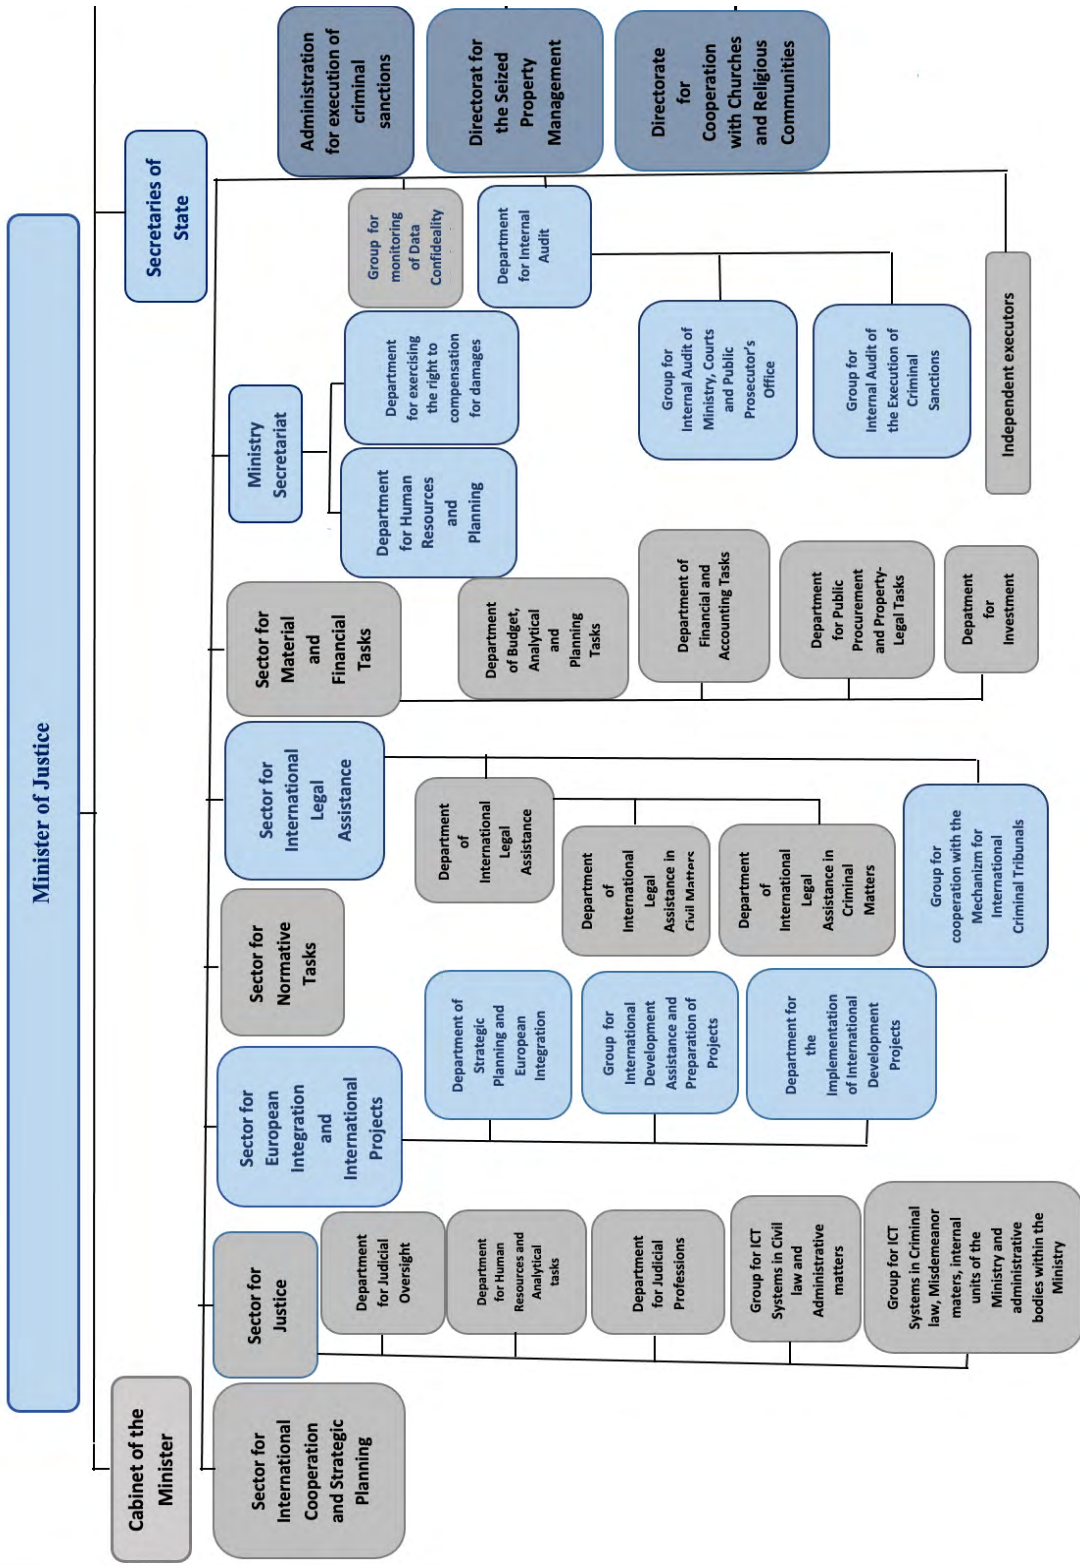 Minister of Justice
Cabinet of the
Minister
Secretaries of
State
Sector for
International
Cooperation
and Strategic
Planning
Sector for
Justice
Department
for Judicial
Oversight
Department
for Human
Resources and
Analytical
tasks
Department
for Judicial
Professions
Group for ICT
Systems in Civil
law and
Administrative
matters
Group for ICT
Systems in Criminal
law, Misdemeanor
maters, internal
units of the
Ministry and
administrative
bodies within the
Ministry
Sector for
European
Integration
and
International
Projects
Department of
Strategic
Planning and
European
Integration
Group for
International
Development
Assistance and
Preparation of
Projects
Department for
the
Implementation
of International
Development
Projects
Sector for
Normative
Tasks
Sector for
International
Legal
Assistance
Department
of
International
Legal
Assistance
Department
of
International
Legal
Assistance in
Civil Matters
Department
of
International
Legal
Assistance in
Criminal
Matters
Group for
cooperation with the
Mechanizm for
International
Criminal Tribunals
Sector for
Material
and
Financial
Tasks
Department
of Budget,
Analytical
and
Planning
Tasks
Department of
Financial and
Accounting Tasks
Department
for Public
Procurement
and Property-
Legal Tasks
Department
for
Investment
Ministry
Secretariat
Department
for Human
Resources
and
Planning
Department
for exercising
the right to
compensation
for damages
Group for
monitoring
of Data
Confideality
Department
for Internal
Audit
Group for
Internal Audit of
Ministry, Courts
and Public
Prosecutor's
Office
Group for
Internal Audit of
the Execution of
Criminal
Sanctions
Independent executors
Administration
for execution of
criminal
sanctions
Directorat for
the Seized
Property
Management
Directorate
for
Cooperation
with Churches
and Religious
Communities